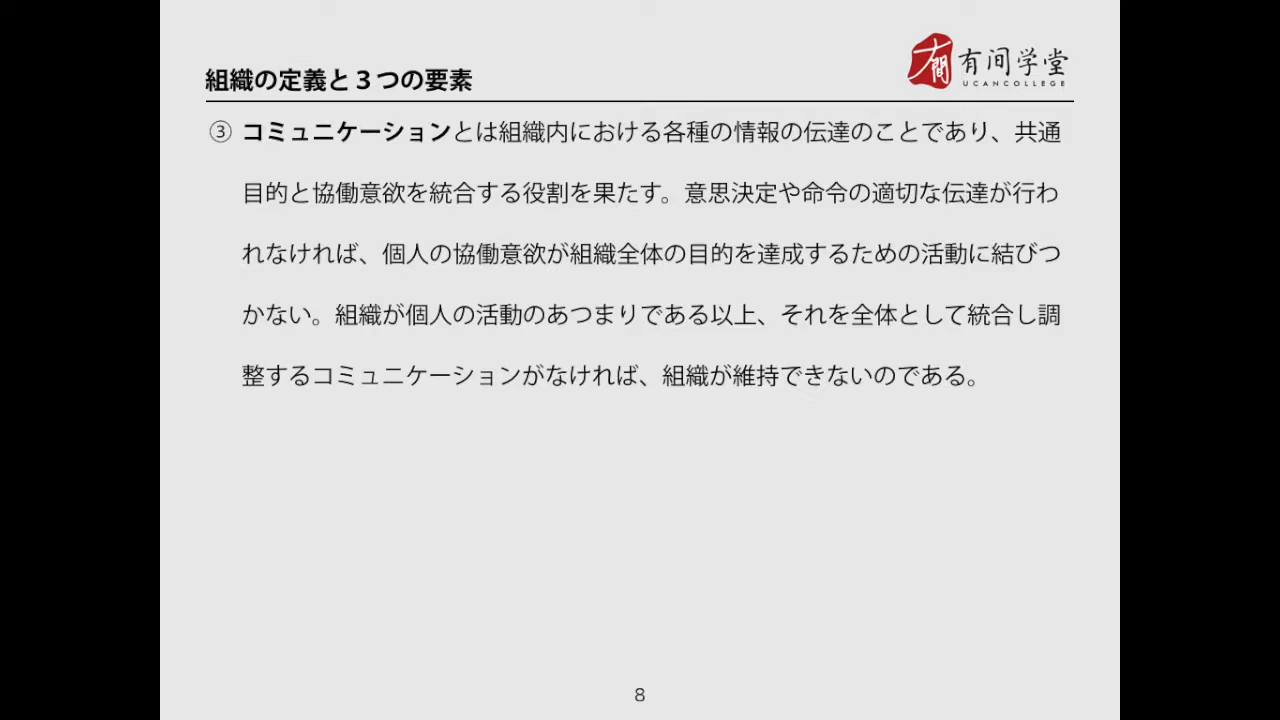 有間
有间学堂
UCANCOLLEGE
組織の定義と３つの要素
③ コミュニケーションとは組織内における各種の情報の伝達のことであり、共通
目的と協働意欲を統合する役割を果たす。意思決定や命令の適切な伝達が行わ
れなければ、個人の協働意欲が組織全体の目的を達成するための活動に結びつ
かない。組織が個人の活動のあつまりである以上、それを全体として統合し調
整するコミュニケーションがなければ、組織が維持できないのである。
8